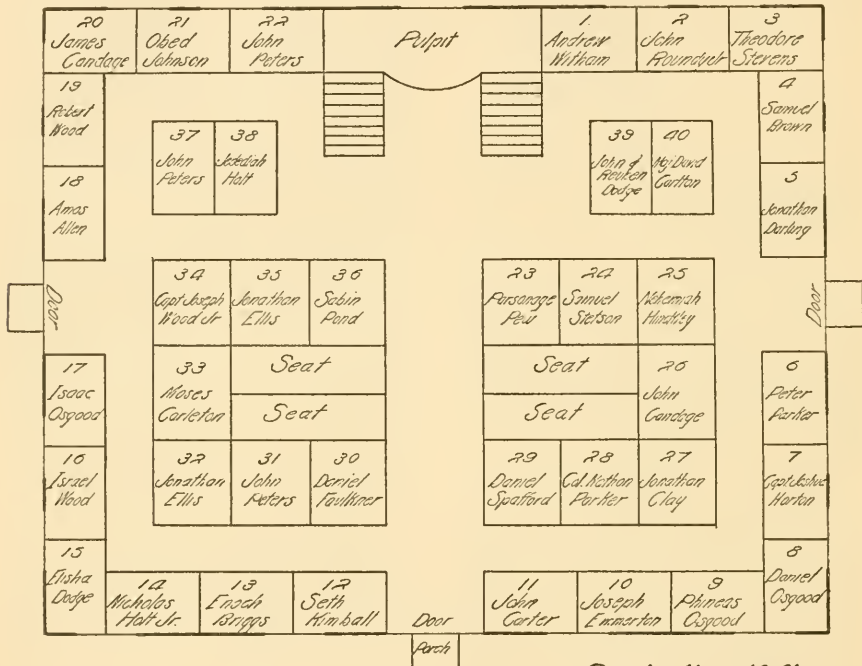 20
James
Candage
21
Obed
Johnson
22
John
Peters
Pulpit
1.
Andrew
Witham
2
John
Roundyetr
3
Theodore
Stevens
19
Robert
Wood
4
Samuel
Brown
37
John
Peters
38
Jedediah
Holt
39
John &
Reuben
Dodge
40
Maj David
Carlton
18
Amos
Allen
5
Jonathan
Darling
34
Capt Joseph
Wood Jr
35
Jonathan
Ellis
36
Sabin
Pond
23
Parsonage
Pew
24
Samuel
Stetson
25
Nehemiah
Hinckley
Door
Door
17
Isaac
Osgood
33
Moses
Carleton
Seat
Seat
Seat
Seat
26
John
Candage
6
Peter
Parker
16
Israel
Wood
32
Jonathan
Ellis
31
John
Peters
30
Daniel
Faulkner
29
Daniel
Spafford
28
Col. Nathan
Parker
27
Jonathan
Clay
7
Capt Joshua
Horton
15
Elisha
Dodge
8
Daniel
Osgood
14
Nicholas
Holt Jr.
13
Enoch
Briggs
12
Seth
Kimball
Door
11
John
Carter
10
Joseph
Emmerton
9
Phineas
Osgood
Porch